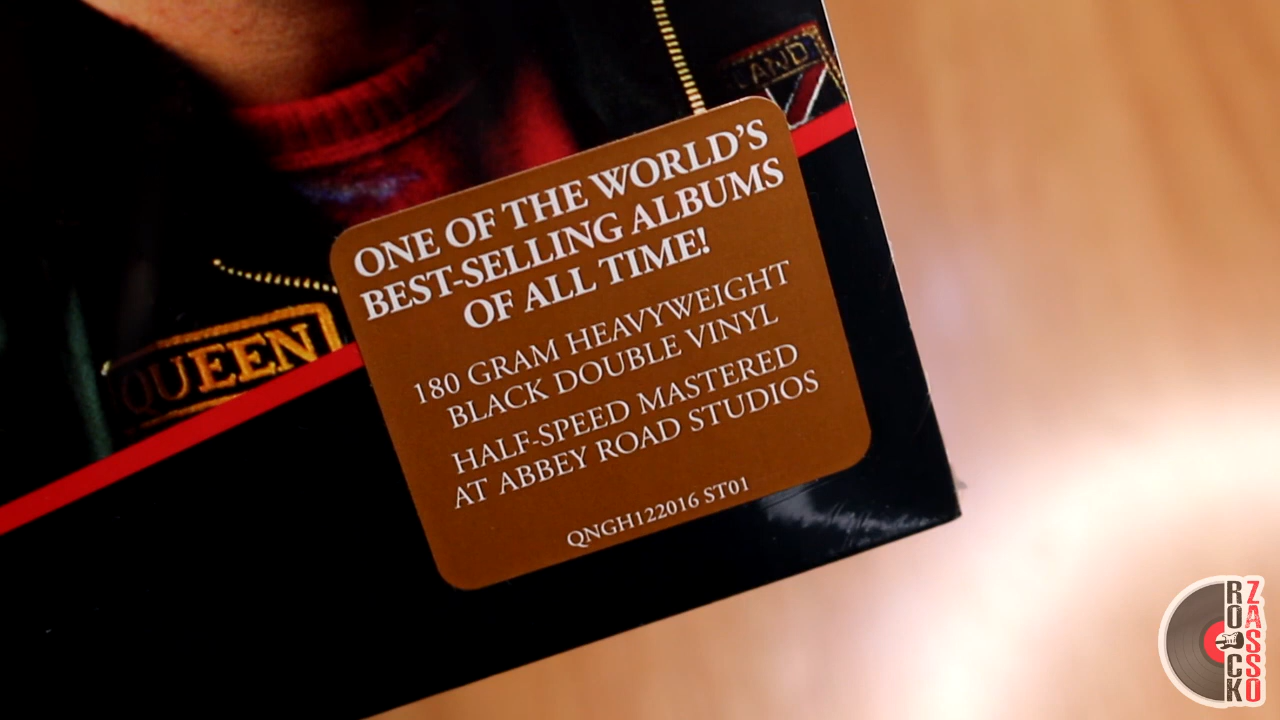 LAND
ONE OF THE WORLD'S
BEST-SELLING ALBUMS
OF ALL TIME!
180 GRAM HEAVYWEIGHT
BLACK DOUBLE VINYL
HALF-SPEED MASTERED
AT ABBEY ROAD STUDIOS
QNGH122016 ST01
QUEEN
ROCK
ZASSO